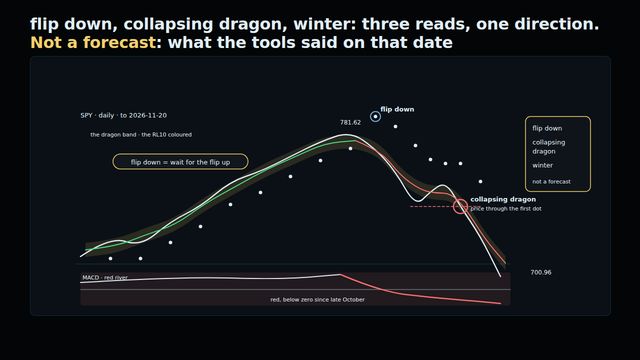 flip down, collapsing dragon, winter: three reads, one direction.
Not a forecast: what the tools said on that date
SPY · daily · to 2026-11-20
781.62
flip down
the dragon band · the RL10 coloured
flip down = wait for the flip up
flip down
collapsing
dragon
winter
not a forecast
collapsing dragon
price through the first dot
700.96
MACD · red river
red, below zero since late October